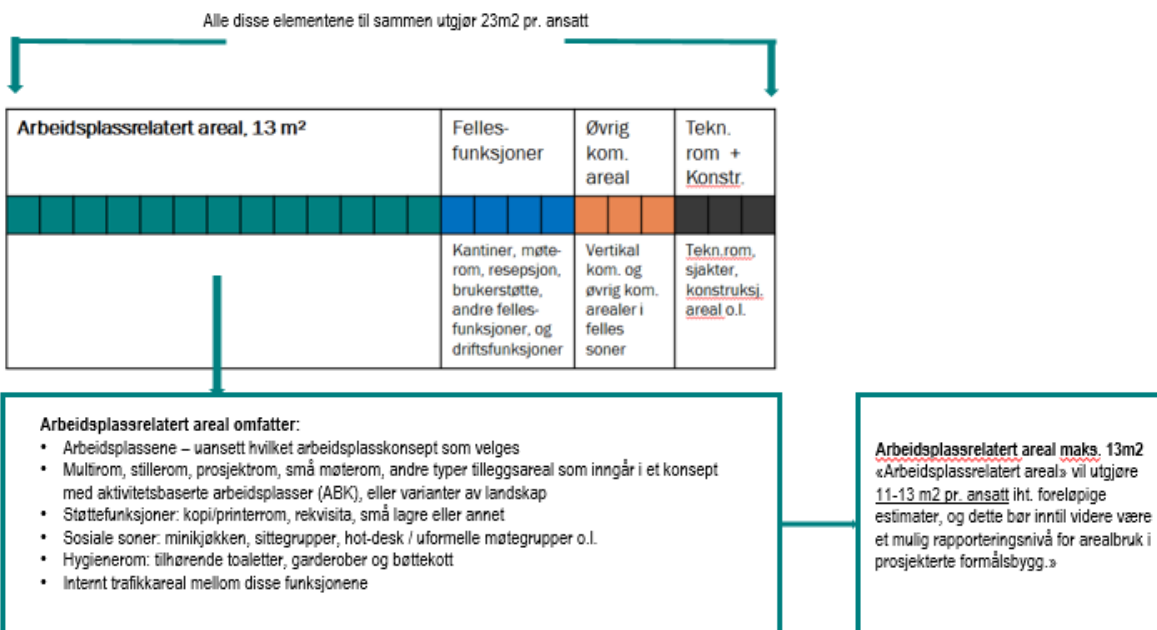 Alle disse elementene til sammen utgjør 23m2 pr. ansatt
Arbeidsplassrelatert areal, 13 m²
Felles-
funksjoner
Øvrig
kom.
areal
Tekn.
rom +
Konstr.
Kantiner, møte-
rom, resepsjon,
brukerstøtte,
andre felles-
funksjoner, og
driftsfunksjoner
Vertikal
kom. og
øvrig kom.
arealer i
felles
soner
Tekn.rom,
sjakter,
konstruksj.
areal o.l.
Arbeidsplassrelatert areal omfatter:
• Arbeidsplassene – uansett hvilket arbeidsplasskonsept som velges
• Multirom, stillerom, prosjektrom, små møterom, andre typer tilleggsareal som inngår i et konsept
med aktivitetsbaserte arbeidsplasser (ABK), eller varianter av landskap
• Støttefunksjoner: kopi/printerrom, rekvisita, små lagre eller annet
• Sosiale soner: minikjøkken, sittegrupper, hot-desk / uformelle møtegrupper o.l.
• Hygienerom: tilhørende toaletter, garderober og bøttekott
• Internt trafikkareal mellom disse funksjonene
Arbeidsplassrelatert areal maks. 13m2
«Arbeidsplassrelatert areal» vil utgjøre
11-13 m2 pr. ansatt iht. foreløpige
estimater, og dette bør inntil videre være
et mulig rapporteringsnivå for arealbruk i
prosjekterte formålsbygg.»